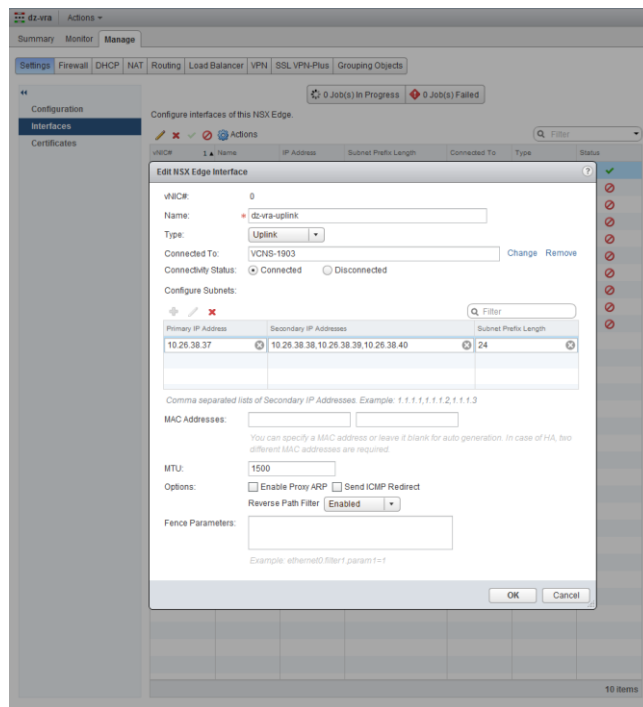 dz-vra Actions
Summary Monitor Manage
Settings Firewall DHCP NAT Routing Load Balancer VPN SSL VPN-Plus Grouping Objects
0 Job(s) In Progress 0 Job(s) Failed
Configuration
Interfaces
Certificates
Configure interfaces of this NSX Edge.
Actions
Filter
vNIC# 1 Name IP Address Subnet Prefix Length Connected To Type Status
Edit NSX Edge Interface ?
vNIC#: 0
Name: * dz-vra-uplink
Type: Uplink
Connected To: VCNS-1903 Change Remove
Connectivity Status: Connected Disconnected
Configure Subnets:
Filter
Primary IP Address Secondary IP Addresses Subnet Prefix Length
10.26.38.37 10.26.38.38,10.26.38.39,10.26.38.40 24
Comma separated lists of Secondary IP Addresses. Example: 1.1.1.1,1.1.1.2,1.1.1.3
MAC Addresses:
You can specify a MAC address or leave it blank for auto generation. In case of HA, two
different MAC addresses are required.
MTU: 1500
Options: Enable Proxy ARP Send ICMP Redirect
Reverse Path Filter Enabled
Fence Parameters:
Example: ethernet0.filter1.param1=1
OK Cancel
10 items